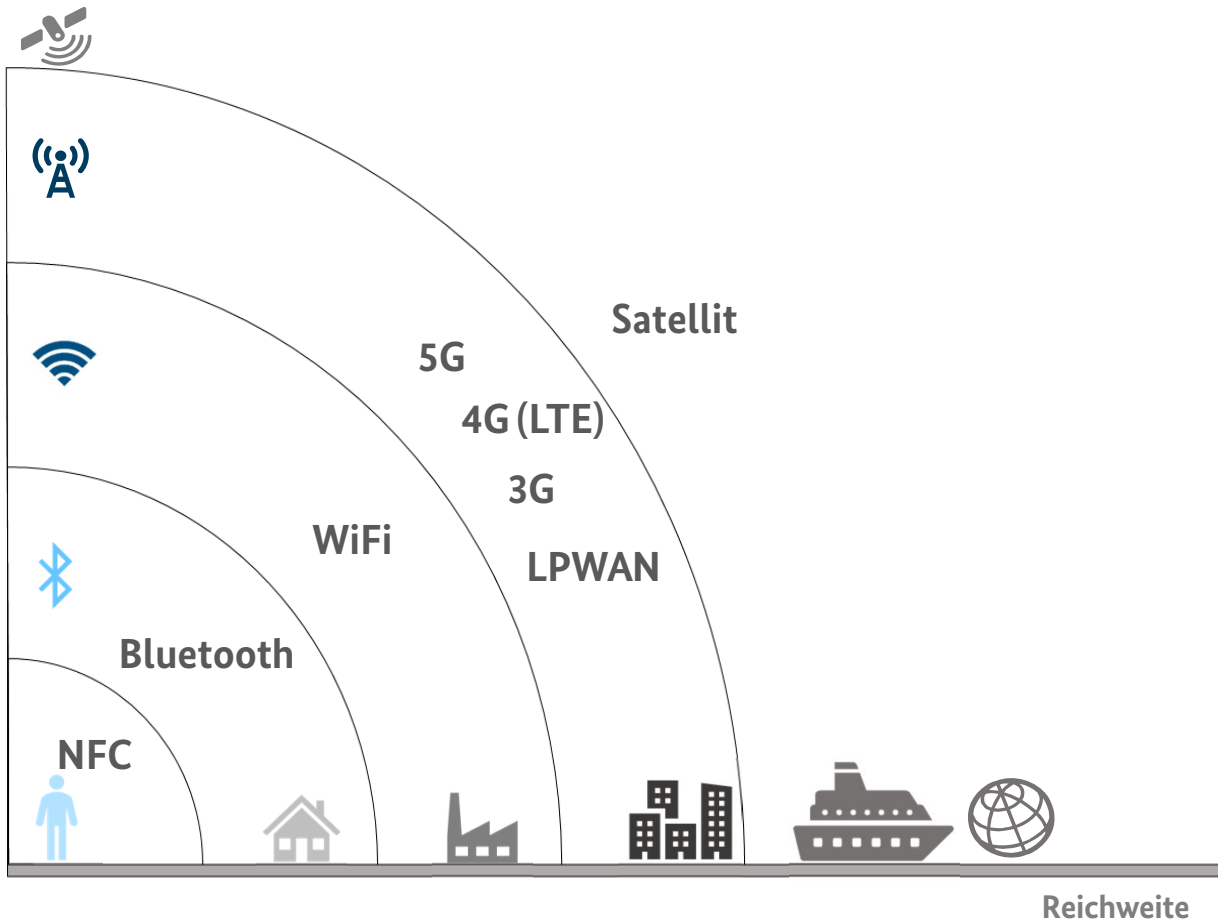 Satellit
5G
4G (LTE)
3G
LPWAN
WiFi
Bluetooth
NFC
Reichweite